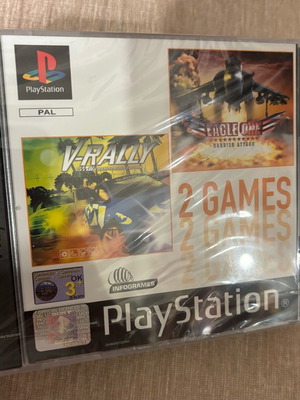 PlayStation
PAL
EAGLE ONE
HARRIER ATTACK
V-RALLY
2 GAMES
2 GAMES
OK
3
INFOGRAMES
PlayStation